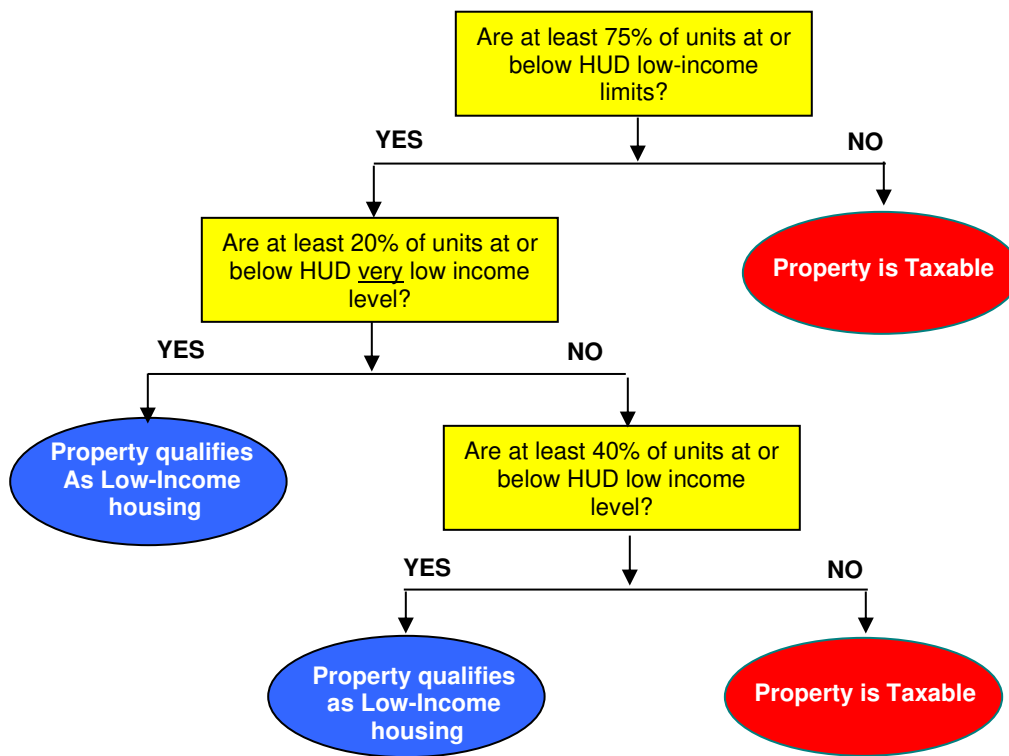 Are at least 75% of units at or
below HUD low-income
limits?
YES
NO
Are at least 20% of units at or
below HUD very low income
level?
Property is Taxable
YES
NO
Property qualifies
As Low-Income
housing
Are at least 40% of units at or
below HUD low income
level?
YES
NO
Property qualifies
as Low-Income
housing
Property is Taxable